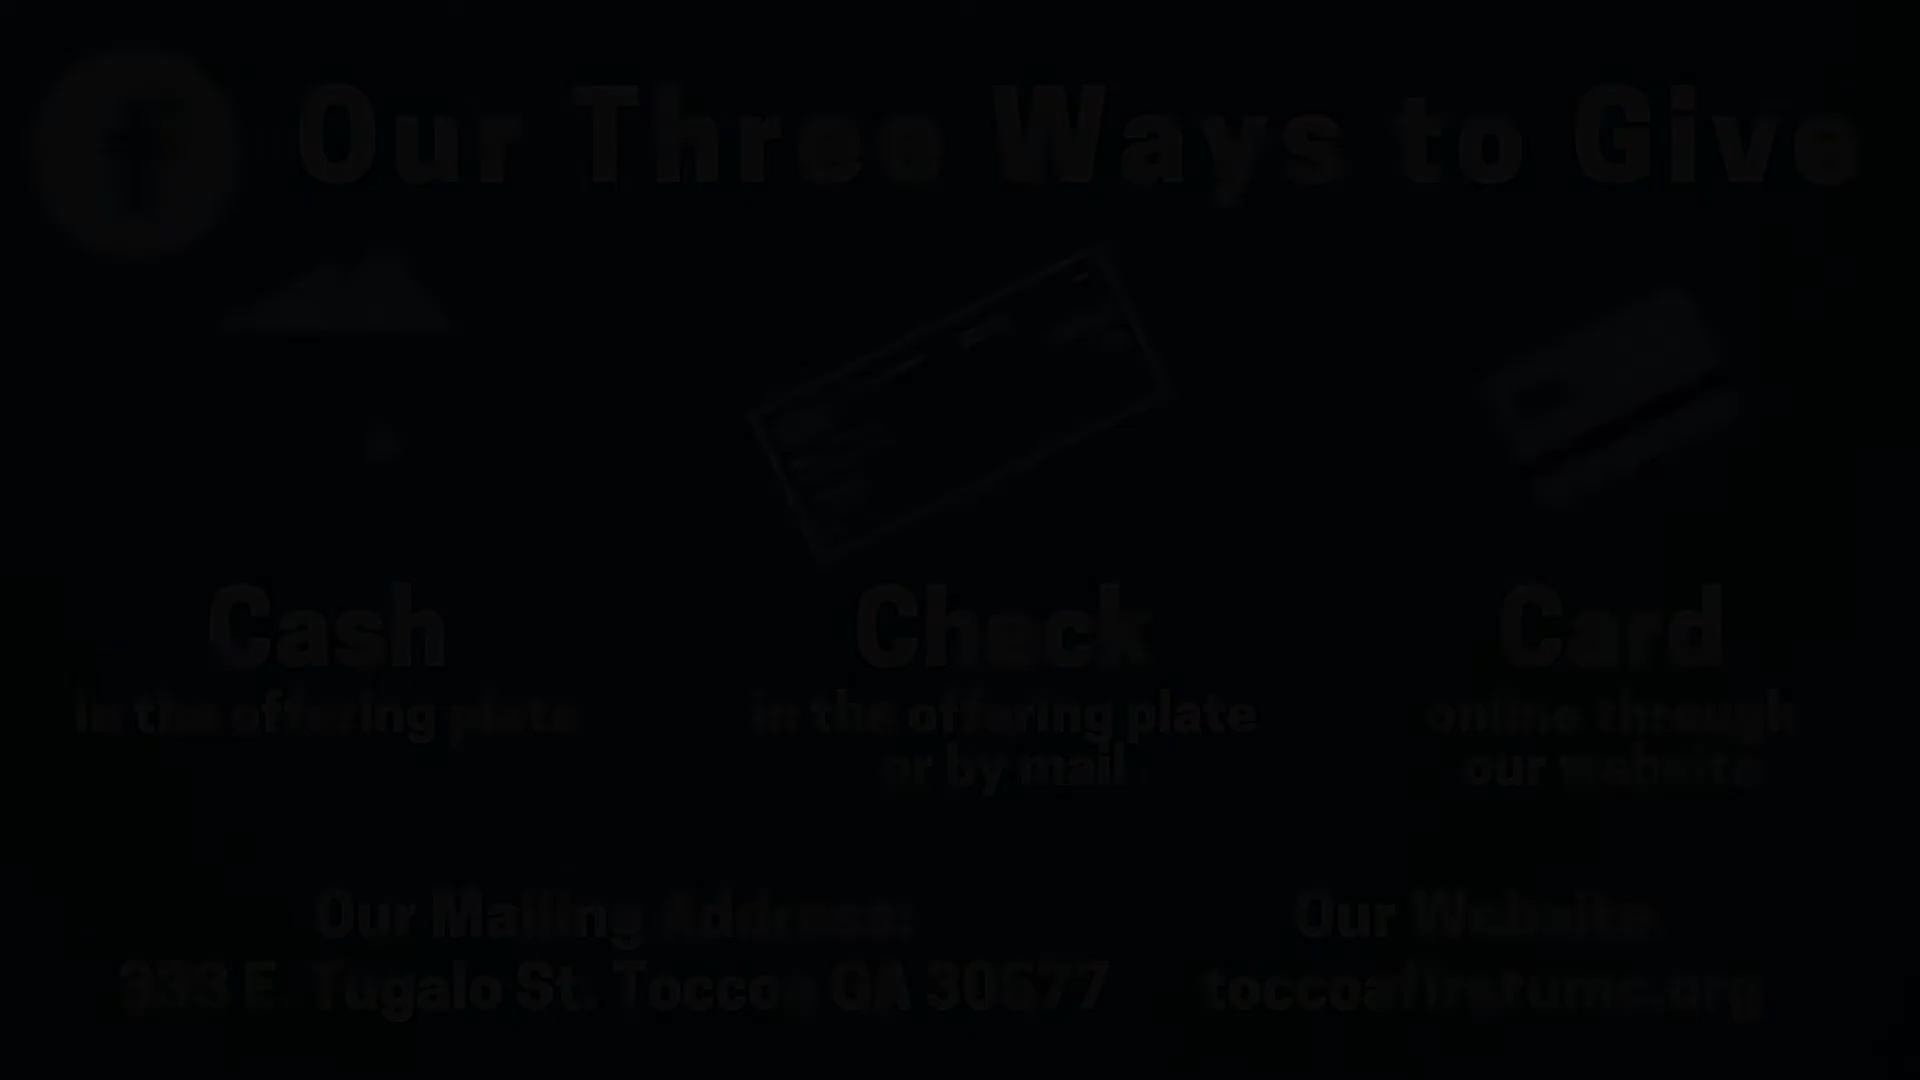 Our Three Ways to Give
Cash
in the offering plate
Check
in the offering plate
or by mail
Card
online through
our website
Our Mailing Address:
333 E. Tugalo St. Toccoa GA 30577
Our Website:
toccoafirstumc.org